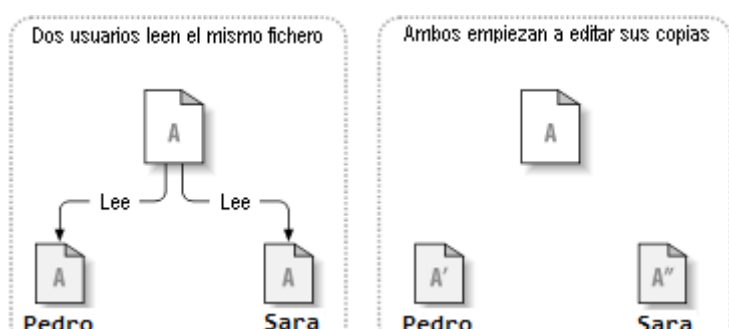 Dos usuarios leen el mismo fichero
A
Lee Lee
A A
Pedro Sara
Ambos empiezan a editar sus copias
A
A′ A″
Pedro Sara